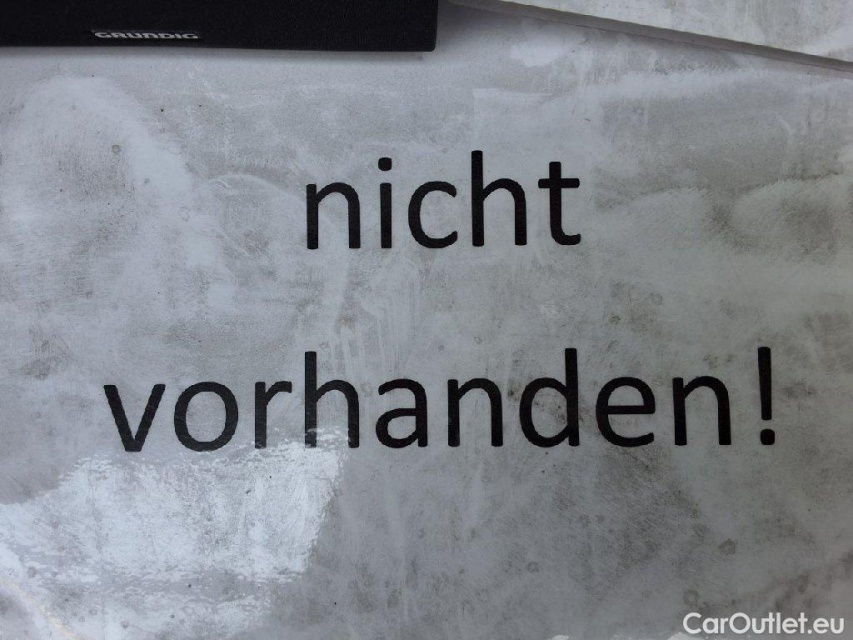 GRUNDIG
nicht
vorhanden!
CarOutlet.eu